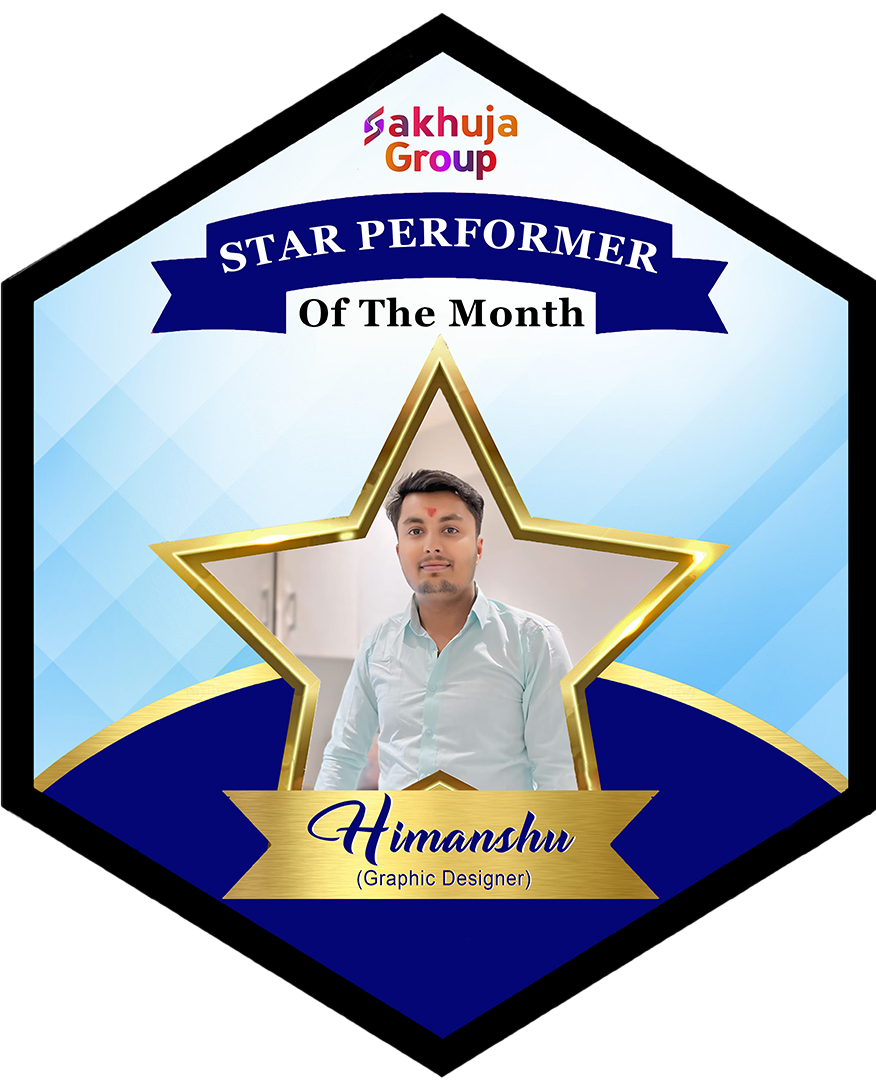 Sakhuja
Group
STAR PERFORMER
Of The Month
Himanshu
(Graphic Designer)